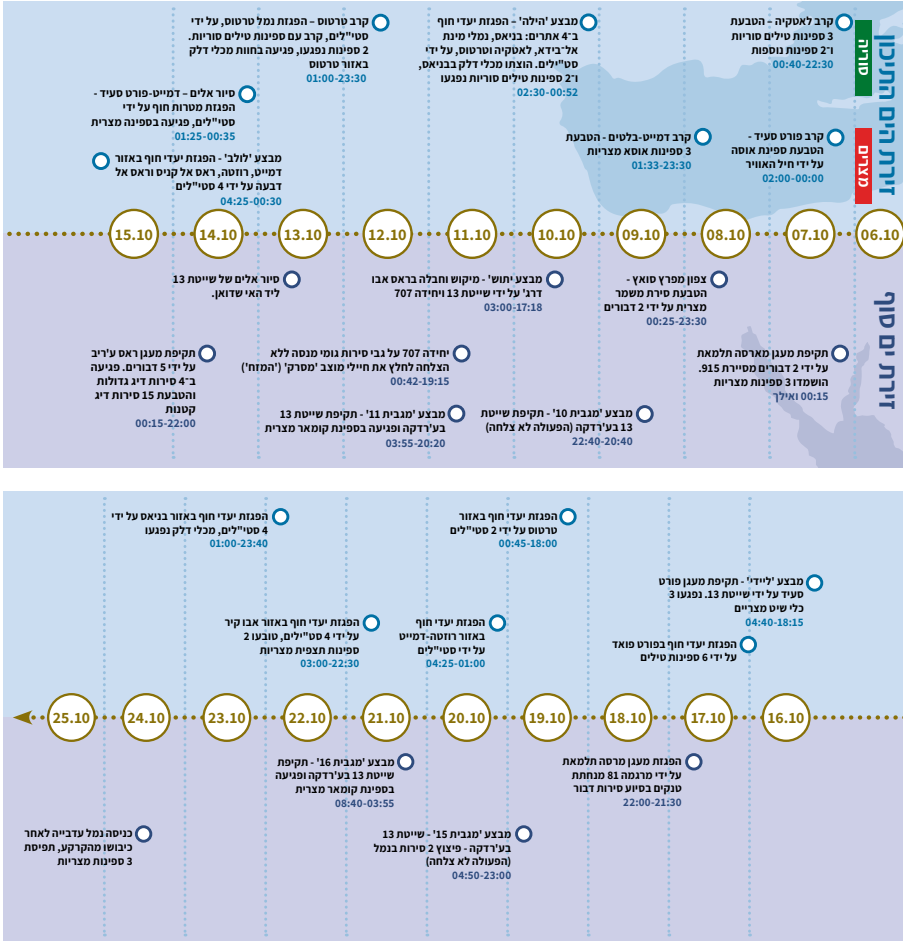 זירת הים התיכון
סוריה
מצרים
קרב לאטקיה - הטבעת
3 ספינות טילים סוריות
ו־2 ספינות נוספות
00:40-22:30
מבצע 'הילה' - הפגזת יעדי חוף
ב־4 אתרים: בניאס, נמלי מינת
אל־בידא, לאטקיה וטרטוס, על ידי
סטי"לים. הוצתו מכלי דלק בבניאס,
ו־2 ספינות טילים סוריות נפגעו
02:30-00:52
קרב טרטוס – הפגזת נמל טרטוס, על ידי
סטי"לים, קרב עם ספינות טילים סוריות.
2 ספינות נפגעו, פגיעה בחוות מכלי דלק
באזור טרטוס
01:00-23:30
סיור אלים – דמייט-פורט סעיד -
הפגזת מטרות חוף על ידי
סטי"לים, פגיעה בספינה מצרית
01:25-00:35
קרב פורט סעיד -
הטבעת ספינת אוסה
על ידי חיל האוויר
02:00-00:00
קרב דמייט-בלטים - הטבעת
3 ספינות אוסא מצריות
01:33-23:30
מבצע 'לולב' - הפגזת יעדי חוף באזור
דמייט, רוזטה, ראס אל קניס וראס אל
דבעה על ידי 4 סטי"לים
04:25-00:30
06.10
07.10
08.10
09.10
10.10
11.10
12.10
13.10
14.10
15.10
זירת ים סוף
צפון מפרץ סואץ -
הטבעת סירת משמר
מצרית על ידי 2 דבורים
00:25-23:30
מבצע 'יתוש' - מיקוש וחבלה בראס אבו
דרג' על ידי שייטת 13 ויחידה 707
03:00-17:18
סיור אלים של שייטת 13
ליד האי שדואן.
תקיפת מעגן מארסה תלמאת
על ידי 2 דבורים מסיירת 915.
הושמדו 3 ספינות מצריות
00:15 ואילך
יחידה 707 על גבי סירות גומי מנסה ללא
הצלחה לחלץ את חיילי מוצב 'מסרק' ('המזח')
00:42-19:15
תקיפת מעגן ראס ע'ריב
על ידי 5 דבורים. פגיעה
ב־4 סירות דיג גדולות
והטבעת 15 סירות דיג
קטנות
00:15-22:00
מבצע 'מגבית 10' - תקיפת שייטת
13 בע'רדקה (הפעולה לא צלחה)
22:40-20:40
מבצע 'מגבית 11' - תקיפת שייטת 13
בע'רדקה ופגיעה בספינת קומאר מצרית
03:55-20:20
הפגזת יעדי חוף באזור
טרטוס על ידי 2 סטי"לים
00:45-18:00
הפגזת יעדי חוף באזור בניאס על ידי
4 סטי"לים, מכלי דלק נפגעו
01:00-23:40
מבצע 'ליידי' - תקיפת מעגן פורט
סעיד על ידי שייטת 13. נפגעו 3
כלי שיט מצריים
04:40-18:15
הפגזת יעדי חוף בפורט פואד
על ידי 6 ספינות טילים
הפגזת יעדי חוף
באזור רוזטה-דמייט
על ידי סטי"לים
04:25-01:00
הפגזת יעדי חוף באזור אבו קיר
על ידי 4 סטי"לים, טובעו 2
ספינות תצפית מצריות
03:00-22:30
16.10
17.10
18.10
19.10
20.10
21.10
22.10
23.10
24.10
25.10
הפגזת מעגן מרסה תלמאת
על ידי מרגמה 81 מנחתת
טנקים בסיוע סירות דבור
22:00-21:30
מבצע 'מגבית 16' - תקיפת
שייטת 13 בע'רדקה ופגיעה
בספינת קומאר מצרית
08:40-03:55
מבצע 'מגבית 15' - שייטת 13
בע'רדקה - פיצוץ 2 סירות בנמל
(הפעולה לא צלחה)
04:50-23:00
כניסה נמל עדבייה לאחר
כיבושו מהקרקע, תפיסת
3 ספינות מצריות